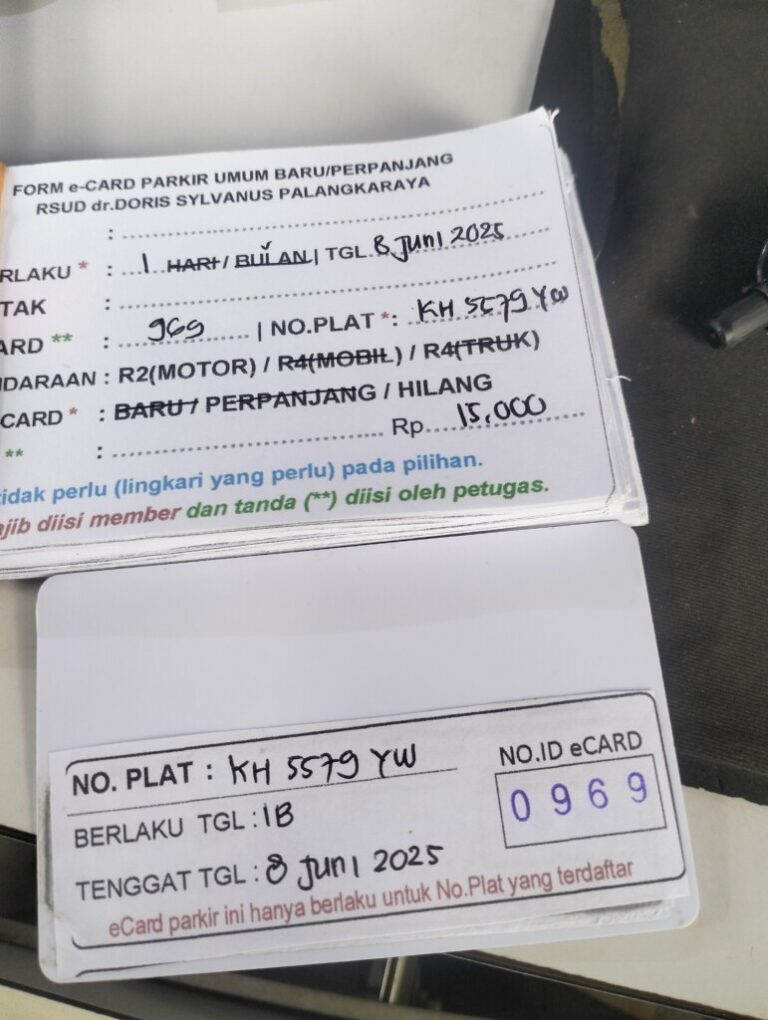 FORM e-CARD PARKIR UMUM BARU/PERPANJANG
RSUD dr.DORIS SYLVANUS PALANGKARAYA
:
RLAKU * : 1 HARI / BULAN | TGL 8 Juni 2025
TAK :
ARD ** : 969 | NO.PLAT *: KH 5579 YW
DARAAN : R2(MOTOR) / R4(MOBIL) / R4(TRUK)
CARD * : BARU / PERPANJANG / HILANG
** : Rp 15,000
tidak perlu (lingkari yang perlu) pada pilihan.
jib diisi member dan tanda (**) diisi oleh petugas.
NO. PLAT : KH 5579 YW
NO.ID eCARD
0969
BERLAKU TGL : 1B
TENGGAT TGL : 8 Juni 2025
eCard parkir ini hanya berlaku untuk No.Plat yang terdaftar